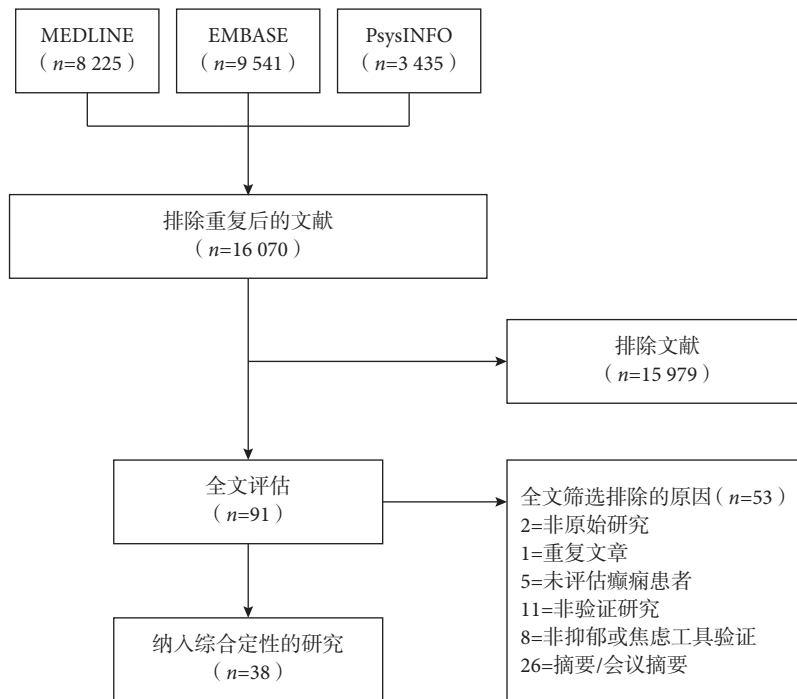 MEDLINE
（n=8 225）
EMBASE
（n=9 541）
PsysINFO
（n=3 435）
排除重复后的文献
（n=16 070）
排除文献
（n=15 979）
全文评估
（n=91）
全文筛选排除的原因（n=53）
2=非原始研究
1=重复文章
5=未评估癫痫患者
11=非验证研究
8=非抑郁或焦虑工具验证
26=摘要/会议摘要
纳入综合定性的研究
（n=38）